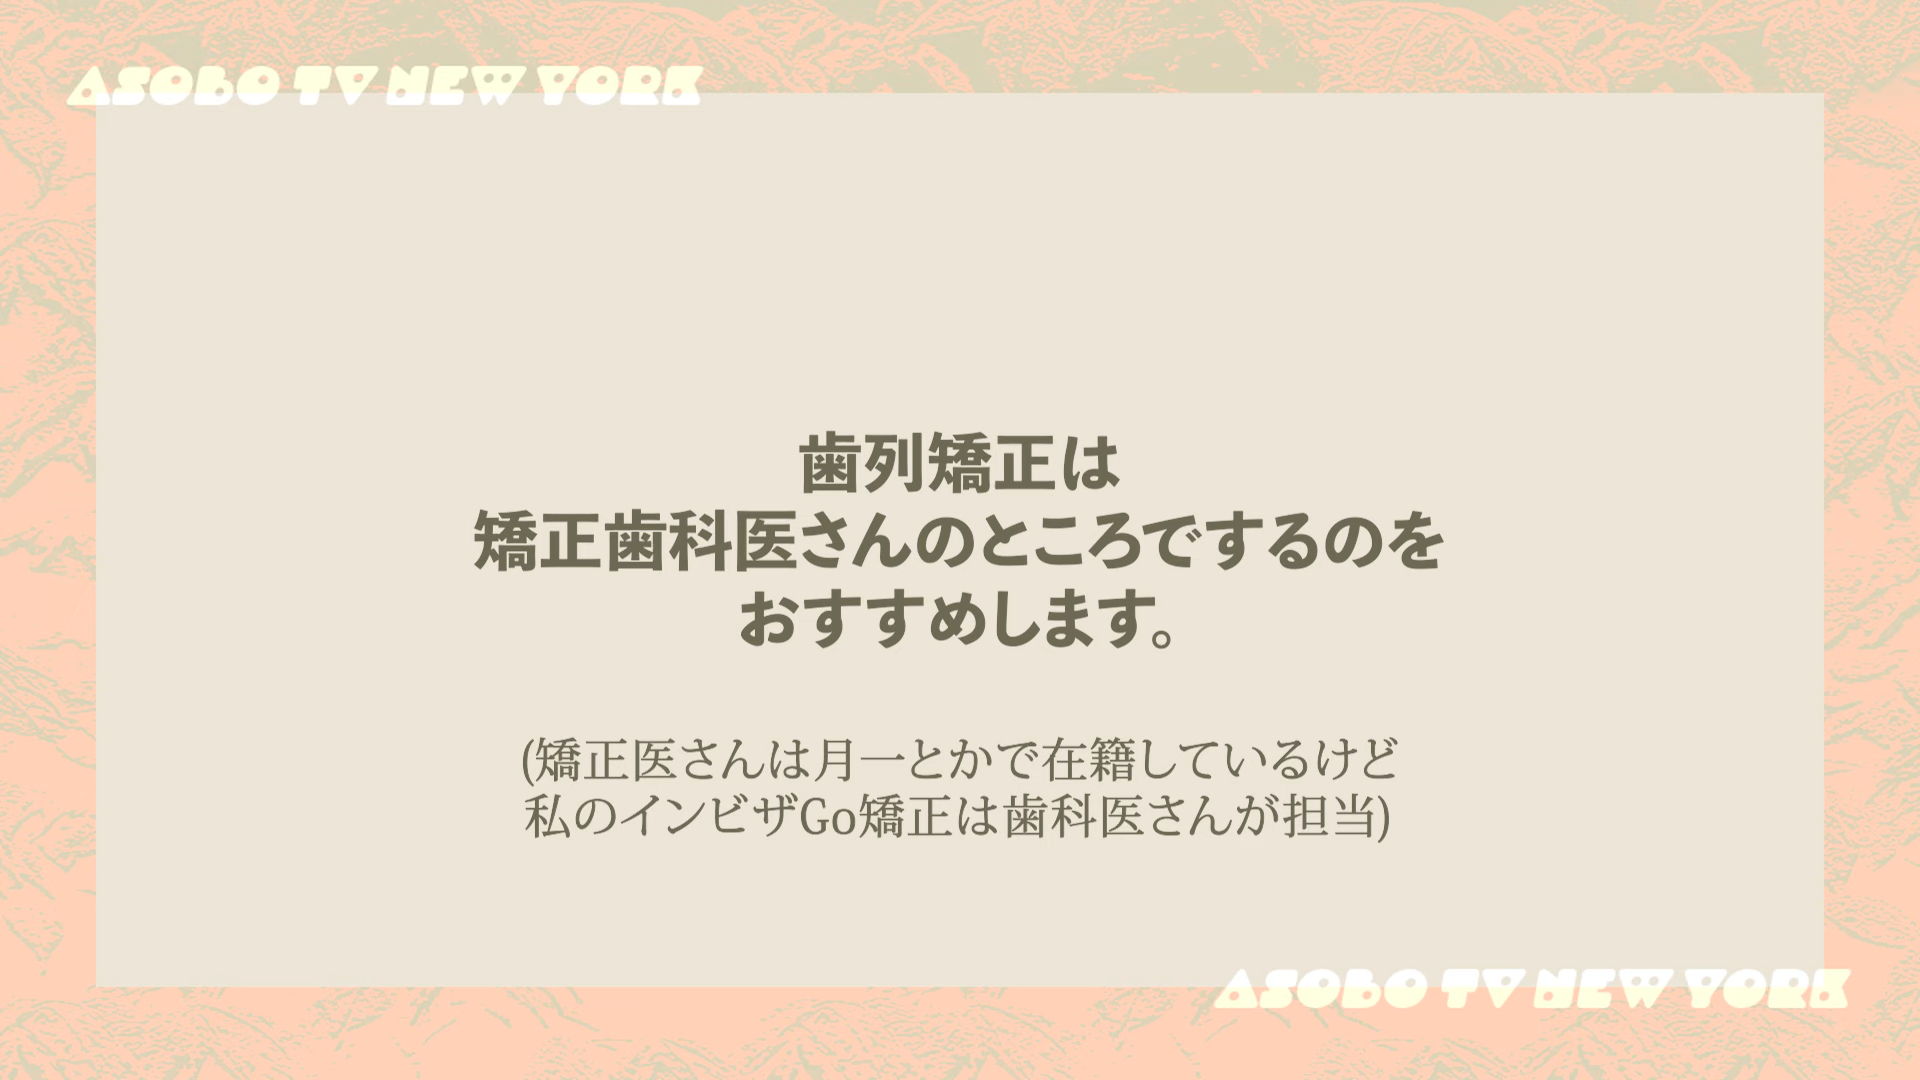 ASOBO TV NEW YORK
歯列矯正は
矯正歯科医さんのところでするのを
おすすめします。
(矯正医さんは月一とかで在籍しているけど
私のインビザGo矯正は歯科医さんが担当)
ASOBO TV NEW YORK